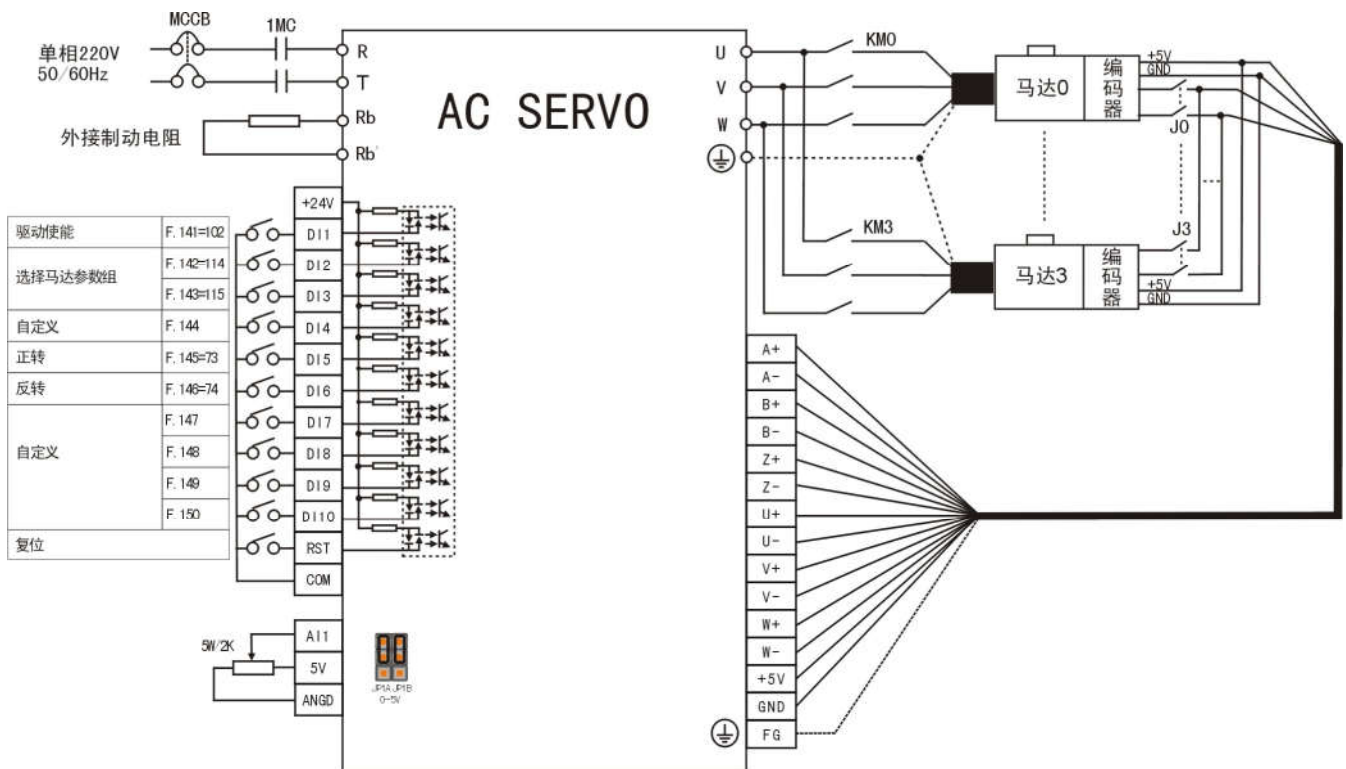 MCCB
1MC
单相220V
50/60Hz
R
T
Rb
Rb'
外接制动电阻
AC SERVO
U
V
W
KM0
KM3
马达0
编码器
+5V
GND
J0
J3
马达3
编码器
+5V
GND
+24V
驱动使能 F.141=102 DI1
选择马达参数组 F.142=114 DI2
F.143=115 DI3
自定义 F.144 DI4
正转 F.145=73 DI5
反转 F.146=74 DI6
自定义 F.147 DI7
F.148 DI8
F.149 DI9
F.150 DI10
复位 RST
COM
5W/2K
AI1
5V
ANGD
JP1A JP1B
0-5V
A+
A-
B+
B-
Z+
Z-
U+
U-
V+
V-
W+
W-
+5V
GND
FG